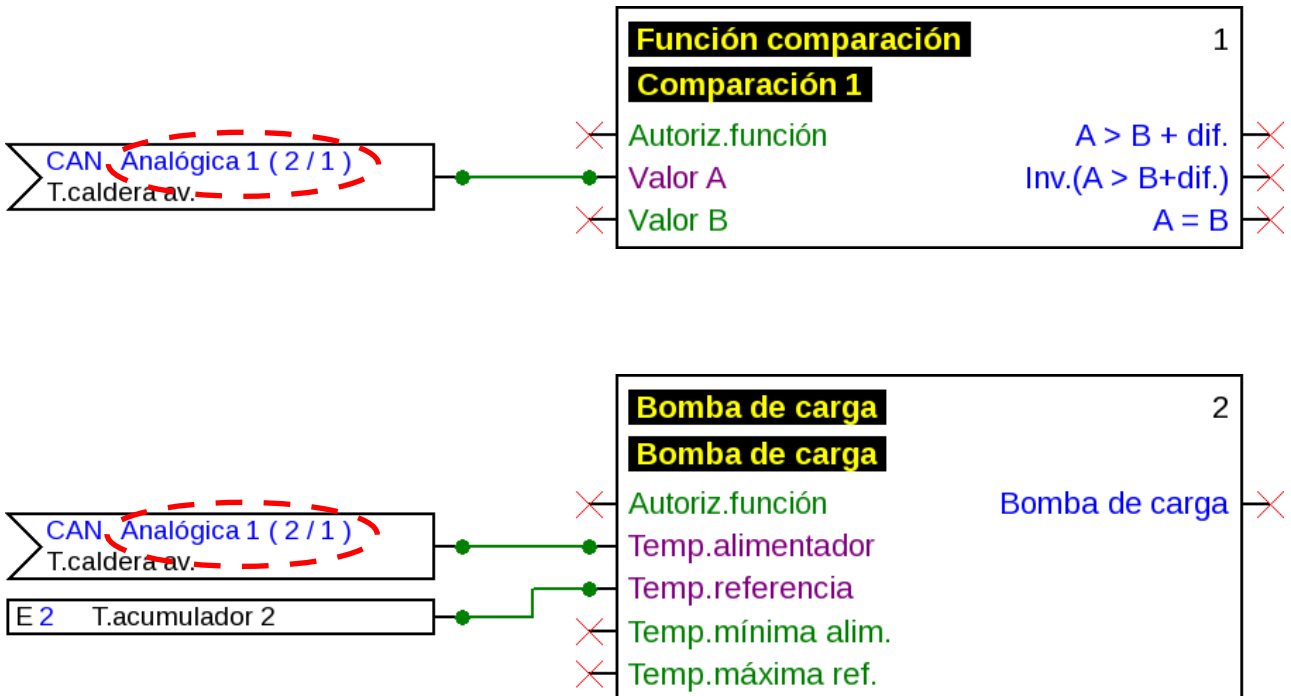 Función comparación 1
Comparación 1
CAN Analógica 1 ( 2 / 1 )
T.caldera av.
Autoriz.función A > B + dif.
Valor A Inv.(A > B+dif.)
Valor B A = B
Bomba de carga 2
Bomba de carga
CAN Analógica 1 ( 2 / 1 )
T.caldera av.
E 2 T.acumulador 2
Autoriz.función Bomba de carga
Temp.alimentador
Temp.referencia
Temp.mínima alim.
Temp.máxima ref.